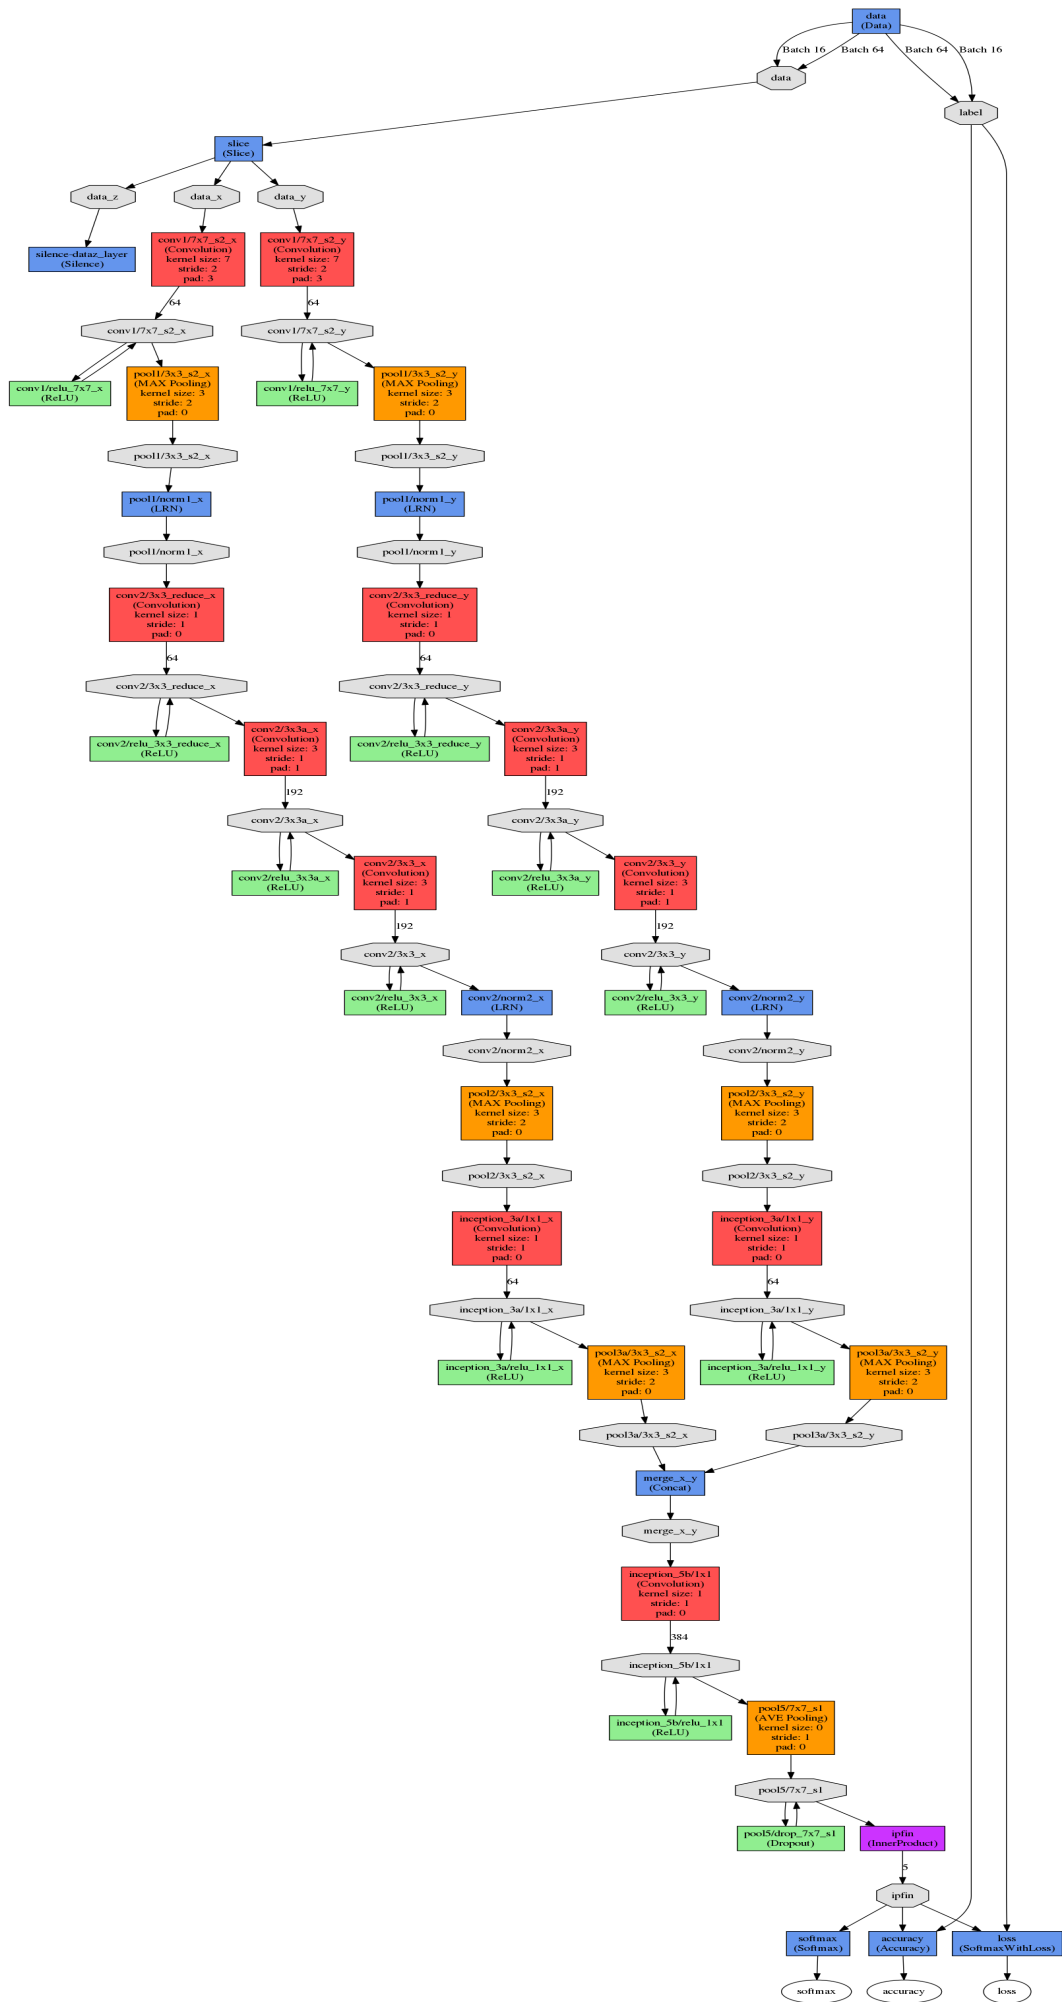 data
(Data)
Batch 16
Batch 64
Batch 64
Batch 16
data
label
slice
(Slice)
data_z
data_x
data_y
silence-dataz_layer
(Silence)
conv1/7x7_s2_x
(Convolution)
kernel size: 7
stride: 2
pad: 3
conv1/7x7_s2_y
(Convolution)
kernel size: 7
stride: 2
pad: 3
64
64
conv1/7x7_s2_x
conv1/7x7_s2_y
conv1/relu_7x7_x
(ReLU)
pool1/3x3_s2_x
(MAX Pooling)
kernel size: 3
stride: 2
pad: 0
conv1/relu_7x7_y
(ReLU)
pool1/3x3_s2_y
(MAX Pooling)
kernel size: 3
stride: 2
pad: 0
pool1/3x3_s2_x
pool1/3x3_s2_y
pool1/norm1_x
(LRN)
pool1/norm1_y
(LRN)
pool1/norm1_x
pool1/norm1_y
conv2/3x3_reduce_x
(Convolution)
kernel size: 1
stride: 1
pad: 0
conv2/3x3_reduce_y
(Convolution)
kernel size: 1
stride: 1
pad: 0
64
64
conv2/3x3_reduce_x
conv2/3x3_reduce_y
conv2/relu_3x3_reduce_x
(ReLU)
conv2/3x3a_x
(Convolution)
kernel size: 3
stride: 1
pad: 1
conv2/relu_3x3_reduce_y
(ReLU)
conv2/3x3a_y
(Convolution)
kernel size: 3
stride: 1
pad: 1
192
192
conv2/3x3a_x
conv2/3x3a_y
conv2/relu_3x3a_x
(ReLU)
conv2/3x3_x
(Convolution)
kernel size: 3
stride: 1
pad: 1
conv2/relu_3x3a_y
(ReLU)
conv2/3x3_y
(Convolution)
kernel size: 3
stride: 1
pad: 1
192
192
conv2/3x3_x
conv2/3x3_y
conv2/relu_3x3_x
(ReLU)
conv2/norm2_x
(LRN)
conv2/relu_3x3_y
(ReLU)
conv2/norm2_y
(LRN)
conv2/norm2_x
conv2/norm2_y
pool2/3x3_s2_x
(MAX Pooling)
kernel size: 3
stride: 2
pad: 0
pool2/3x3_s2_y
(MAX Pooling)
kernel size: 3
stride: 2
pad: 0
pool2/3x3_s2_x
pool2/3x3_s2_y
inception_3a/1x1_x
(Convolution)
kernel size: 1
stride: 1
pad: 0
inception_3a/1x1_y
(Convolution)
kernel size: 1
stride: 1
pad: 0
64
64
inception_3a/1x1_x
inception_3a/1x1_y
inception_3a/relu_1x1_x
(ReLU)
pool3a/3x3_s2_x
(MAX Pooling)
kernel size: 3
stride: 2
pad: 0
inception_3a/relu_1x1_y
(ReLU)
pool3a/3x3_s2_y
(MAX Pooling)
kernel size: 3
stride: 2
pad: 0
pool3a/3x3_s2_x
pool3a/3x3_s2_y
merge_x_y
(Concat)
merge_x_y
inception_5b/1x1
(Convolution)
kernel size: 1
stride: 1
pad: 0
384
inception_5b/1x1
inception_5b/relu_1x1
(ReLU)
pool5/7x7_s1
(AVE Pooling)
kernel size: 0
stride: 1
pad: 0
pool5/7x7_s1
pool5/drop_7x7_s1
(Dropout)
ipfin
(InnerProduct)
5
ipfin
softmax
(Softmax)
accuracy
(Accuracy)
loss
(SoftmaxWithLoss)
softmax
accuracy
loss